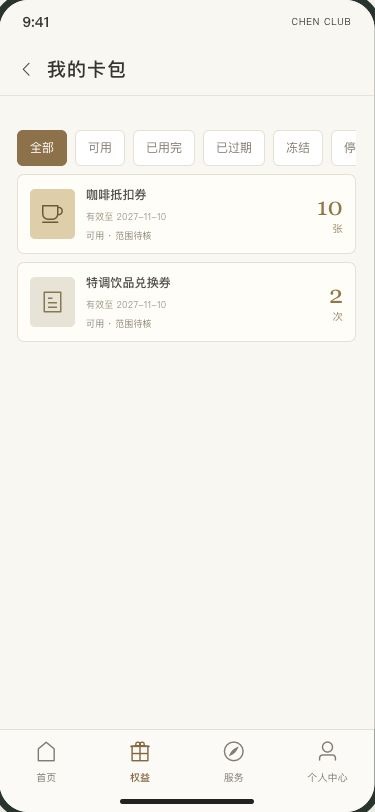 9:41
CHEN CLUB
我的卡包
全部
可用
已用完
已过期
冻结
停
咖啡抵扣券
有效至 2027–11–10
可用 · 范围待核
10
张
特调饮品兑换券
有效至 2027–11–10
可用 · 范围待核
2
次
首页
权益
服务
个人中心